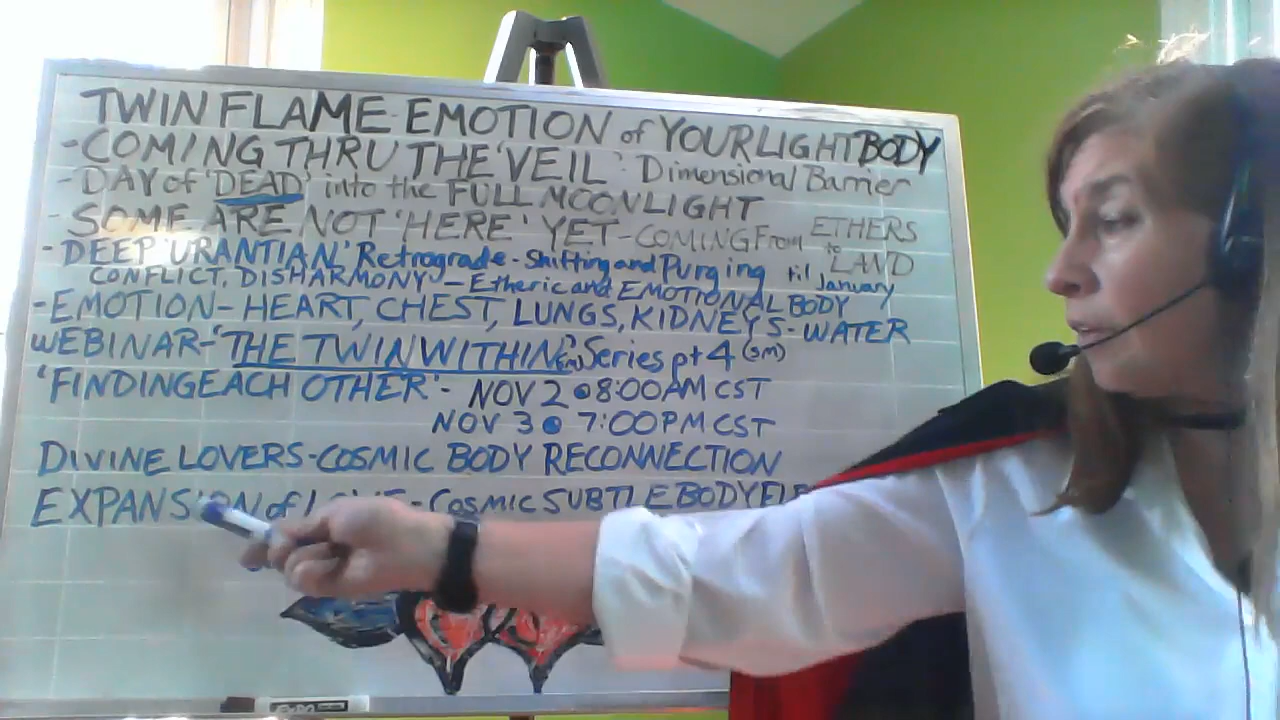 TWIN FLAME-EMOTION of YOUR LIGHT BODY
-COMING THRU THE 'VEIL': Dimensional Barrier
-DAY of 'DEAD' into the FULL MOONLIGHT
-SOME ARE NOT 'HERE' YET-COMING From ETHERS to LAND
-DEEP 'URANTIAN' Retrograde-Shifting and Purging til January
CONFLICT, DISHARMONY-Etheric and EMOTIONAL BODY
-EMOTION-HEART, CHEST, LUNGS, KIDNEYS-WATER
WEBINAR-'THE TWIN WITHIN' Series pt 4 (sm)
'FINDING EACH OTHER'-NOV 2 @ 8:00AM CST
NOV 3 @ 7:00PM CST
DIVINE LOVERS-COSMIC BODY RECONNECTION
EXPANSION of -COSMIC SUBTLE BODY
EXPO